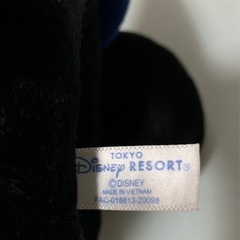 TOKYO
Disney RESORT®
©DISNEY
MADE IN VIETNAM
FAC-018813-20098